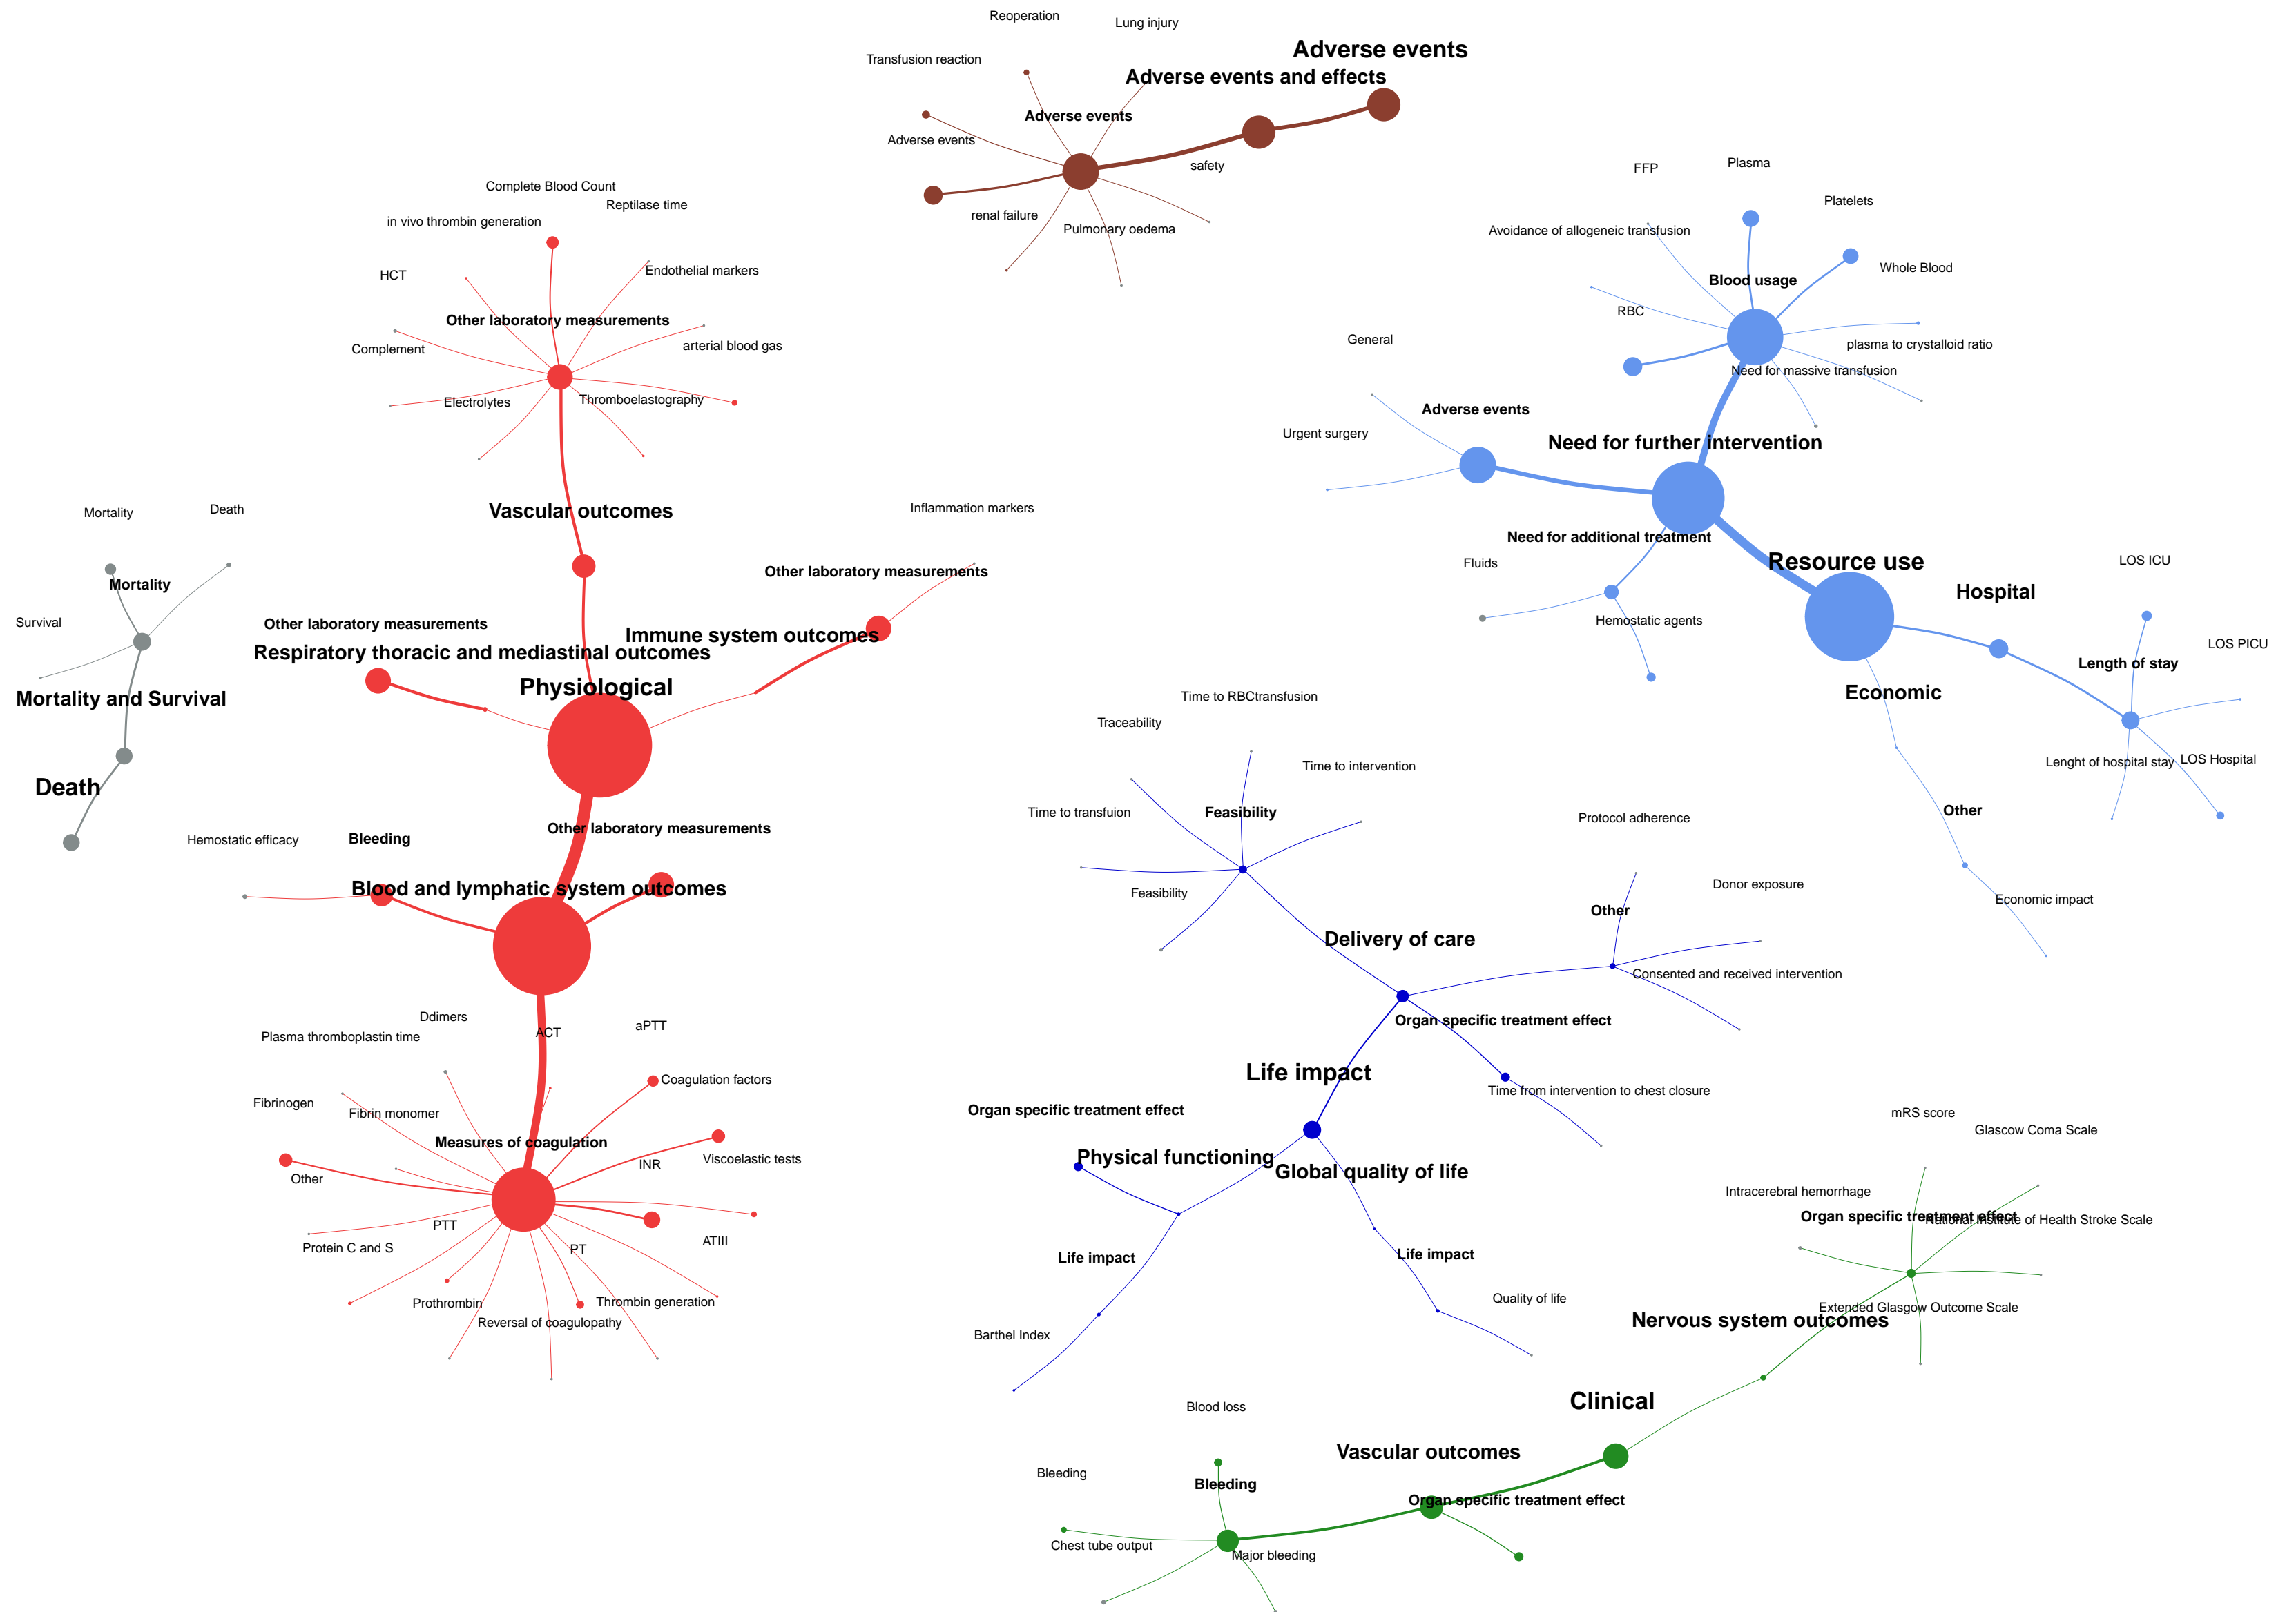 Reoperation
Lung injury
Adverse events
Transfusion reaction
Adverse events and effects
Adverse events
Adverse events
safety
renal failure
Pulmonary oedema
Complete Blood Count
Reptilase time
in vivo thrombin generation
HCT
Endothelial markers
Other laboratory measurements
Complement
arterial blood gas
Electrolytes
Thromboelastography
Vascular outcomes
Inflammation markers
Other laboratory measurements
Other laboratory measurements
Immune system outcomes
Respiratory thoracic and mediastinal outcomes
Physiological
Mortality
Death
Mortality
Survival
Mortality and Survival
Death
Other laboratory measurements
Hemostatic efficacy
Bleeding
Blood and lymphatic system outcomes
Ddimers
ACT
aPTT
Plasma thromboplastin time
Coagulation factors
Fibrinogen
Fibrin monomer
Measures of coagulation
INR
Viscoelastic tests
Other
PTT
PT
ATIII
Protein C and S
Prothrombin
Thrombin generation
Reversal of coagulopathy
FFP
Plasma
Platelets
Avoidance of allogeneic transfusion
Whole Blood
Blood usage
RBC
plasma to crystalloid ratio
Need for massive transfusion
General
Adverse events
Urgent surgery
Need for further intervention
Need for additional treatment
Fluids
Hemostatic agents
Resource use
LOS ICU
Hospital
LOS PICU
Length of stay
Economic
Lenght of hospital stay
LOS Hospital
Other
Economic impact
Time to RBCtransfusion
Traceability
Time to intervention
Time to transfuion
Feasibility
Feasibility
Protocol adherence
Donor exposure
Other
Delivery of care
Consented and received intervention
Organ specific treatment effect
Life impact
Time from intervention to chest closure
Organ specific treatment effect
Physical functioning
Global quality of life
Life impact
Life impact
Quality of life
Barthel Index
mRS score
Glascow Coma Scale
Intracerebral hemorrhage
Organ specific treatment effect
National Institute of Health Stroke Scale
Extended Glasgow Outcome Scale
Nervous system outcomes
Clinical
Blood loss
Vascular outcomes
Bleeding
Bleeding
Organ specific treatment effect
Chest tube output
Major bleeding